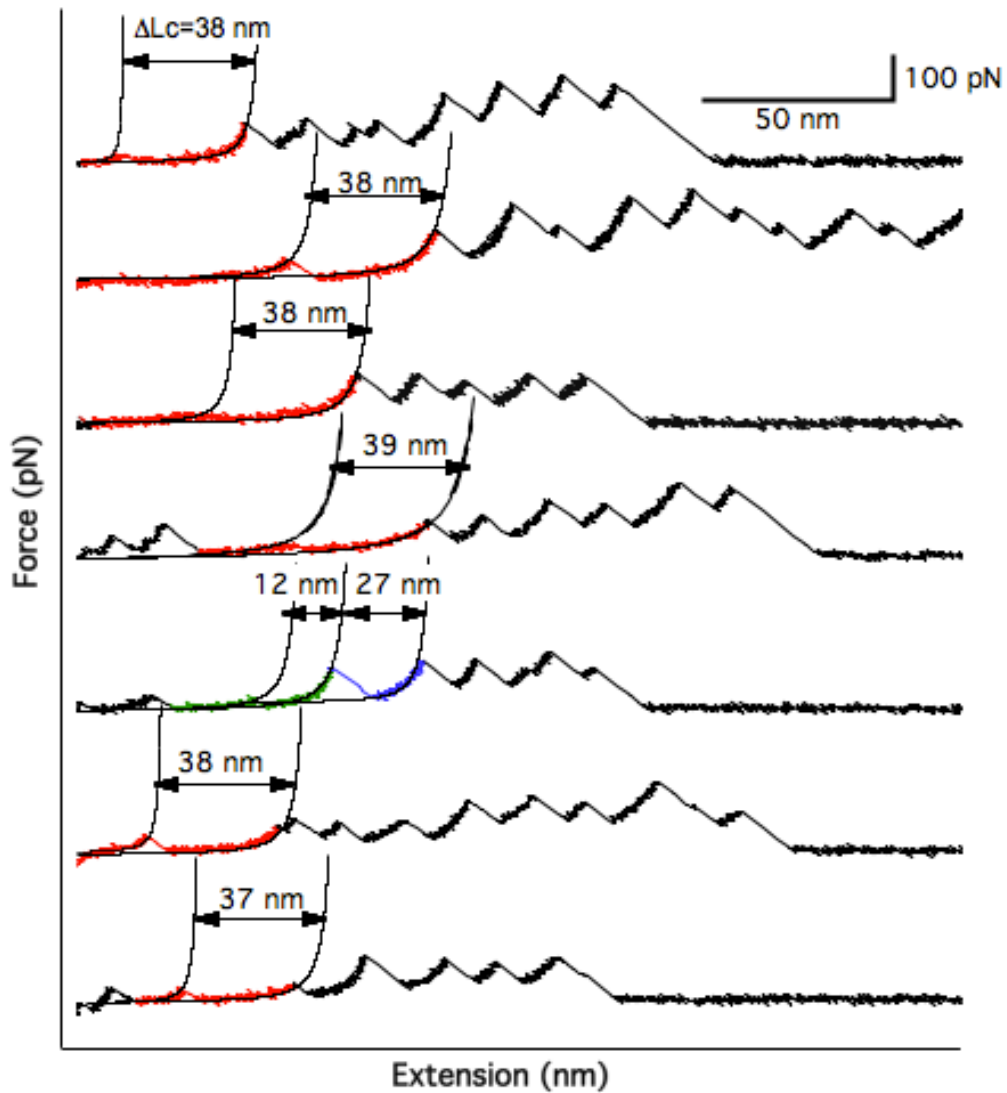 ΔLc=38 nm
100 pN
50 nm
38 nm
38 nm
39 nm
12 nm 27 nm
38 nm
37 nm
Force (pN)
Extension (nm)